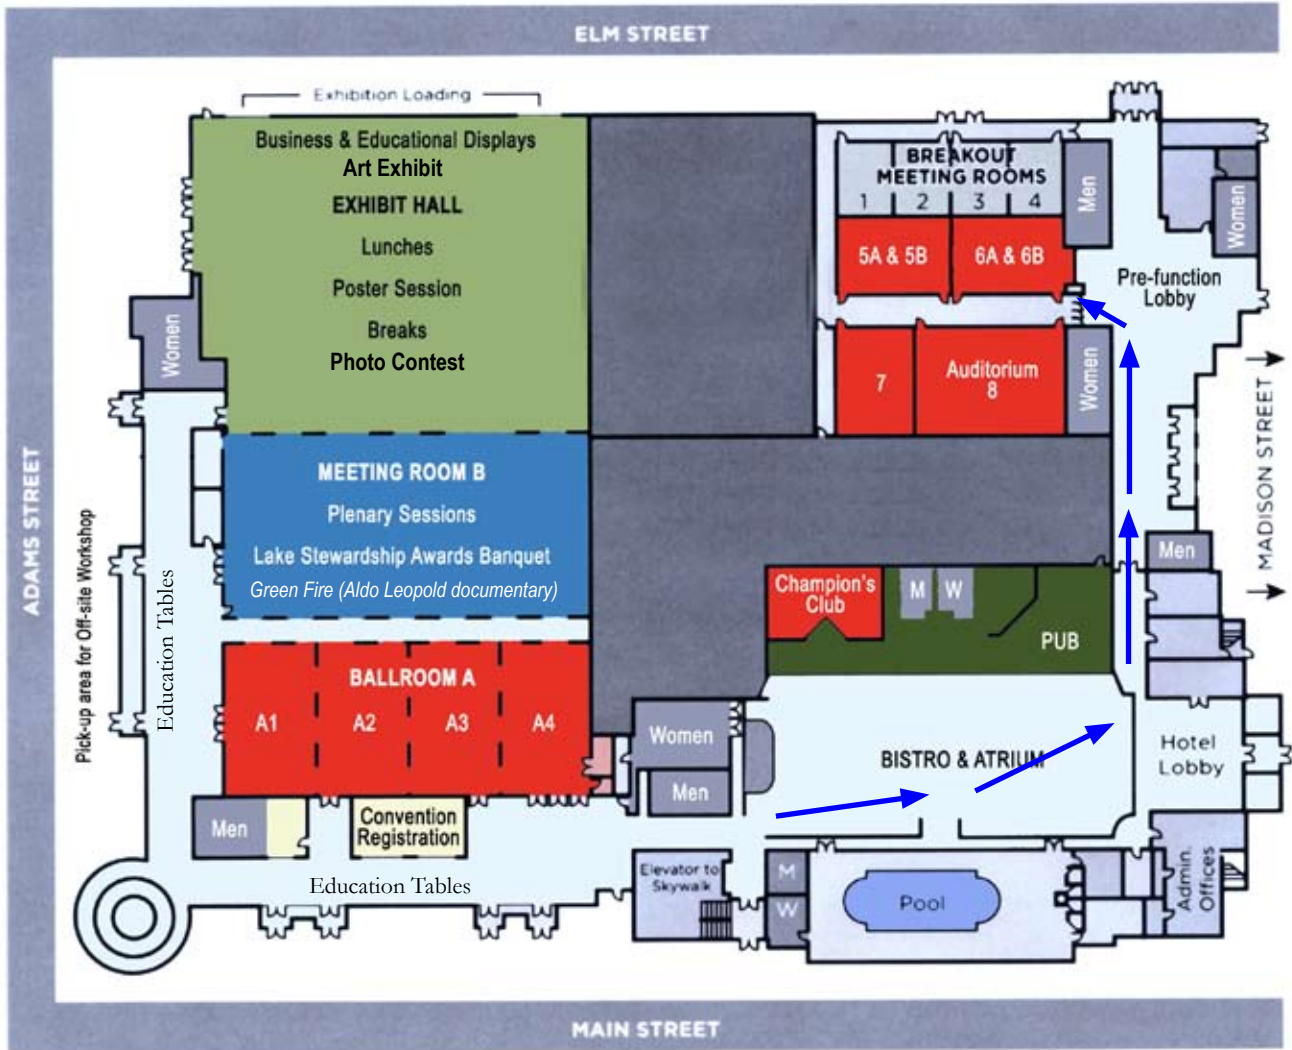 ELM STREET
Exhibition Loading
Business & Educational Displays
Art Exhibit
EXHIBIT HALL
Lunches
Poster Session
Breaks
Photo Contest
BREAKOUT
MEETING ROOMS
1
2
3
4
5A & 5B
6A & 6B
7
Auditorium
8
Men
Women
Women
Pre-function
Lobby
Women
MADISON STREET
ADAMS STREET
Pick-up area for Off-site Workshop
Education Tables
MEETING ROOM B
Plenary Sessions
Lake Stewardship Awards Banquet
Green Fire (Aldo Leopold documentary)
Men
Champion's
Club
M
W
PUB
BALLROOM A
A1
A2
A3
A4
Women
Men
BISTRO & ATRIUM
Hotel
Lobby
Men
Convention
Registration
Education Tables
Elevator to
Skywalk
M
W
Pool
Admin.
Offices
MAIN STREET